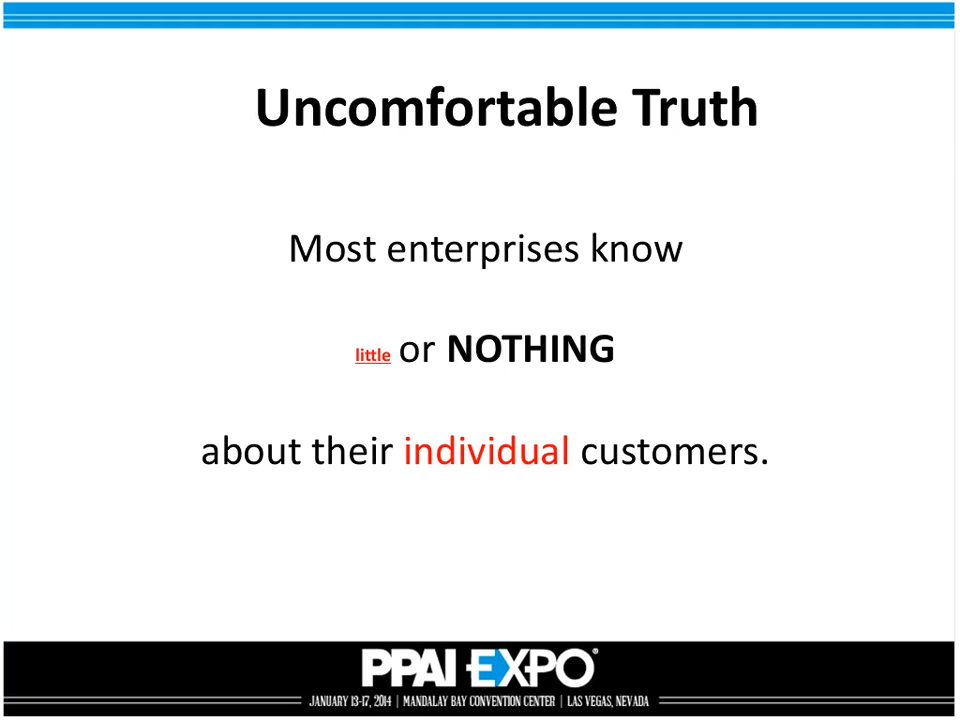 Uncomfortable Truth
Most enterprises know
little or NOTHING
about their individual customers.
PPAI EXPO®
JANUARY 13-17, 2014 | MANDALAY BAY CONVENTION CENTER | LAS VEGAS, NEVADA